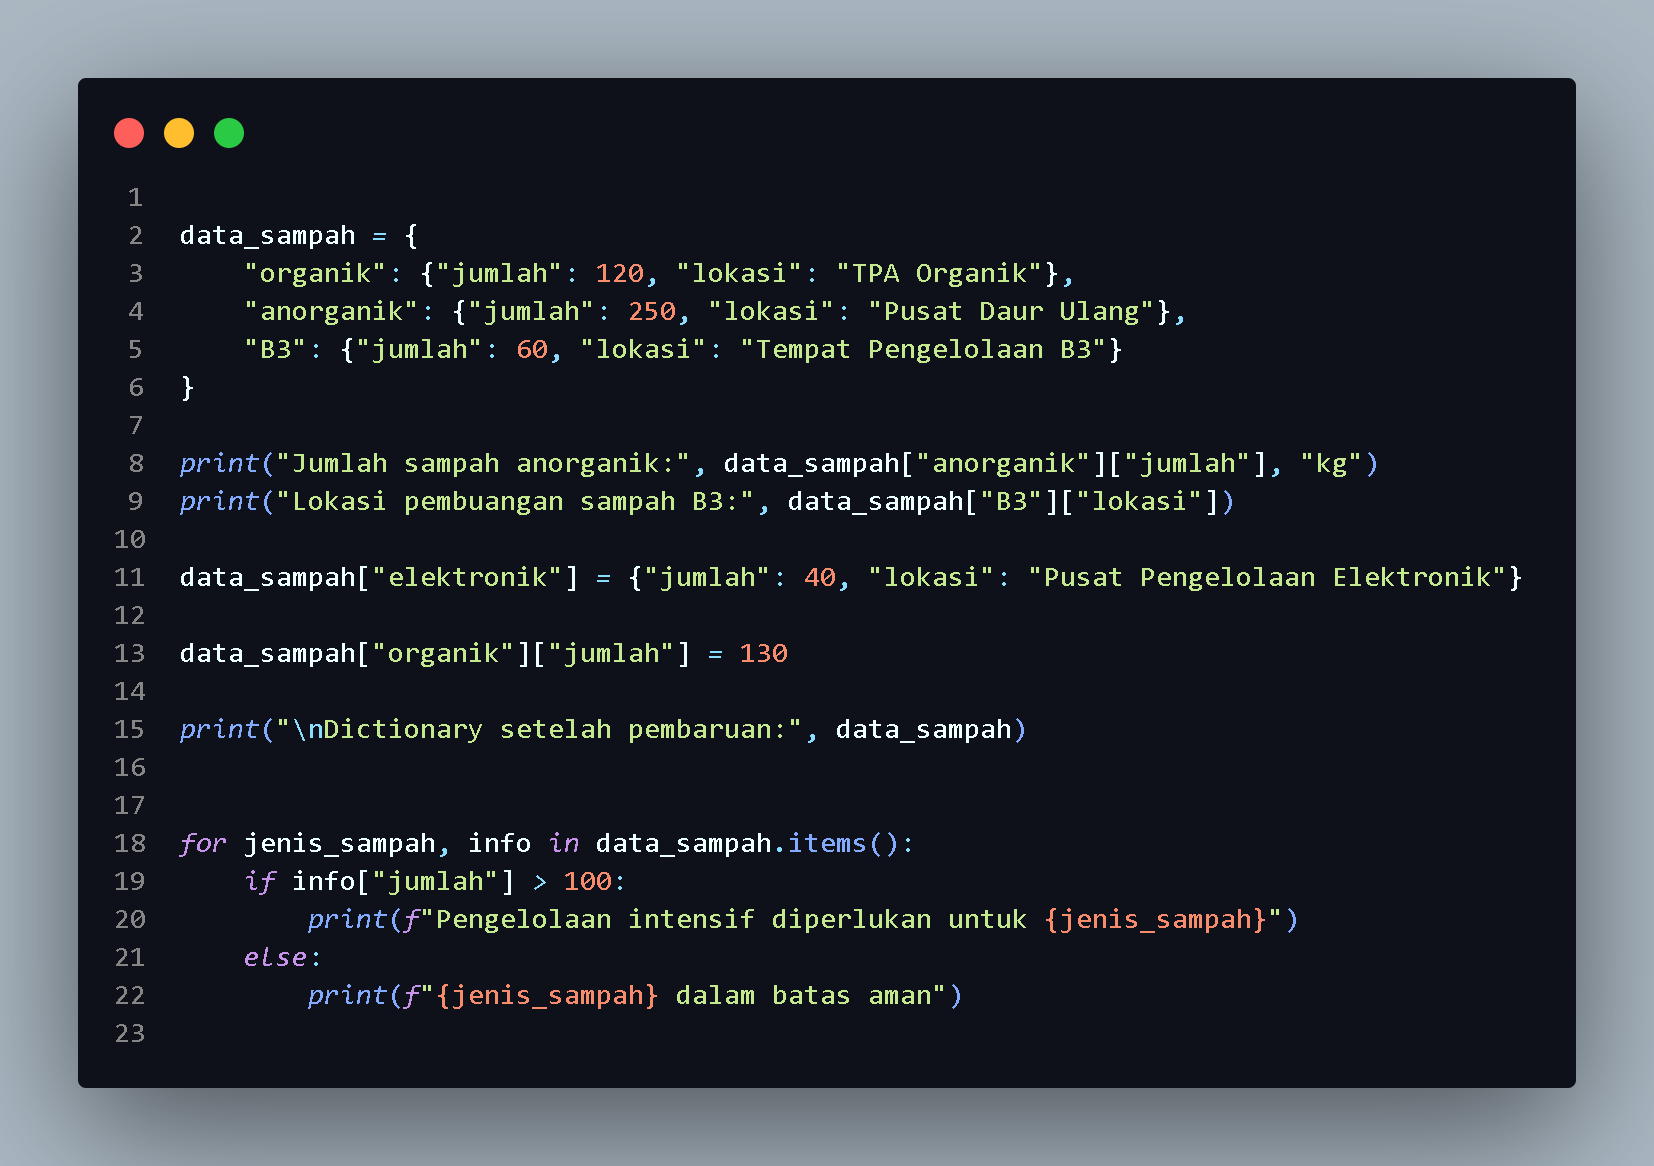 1
2 data_sampah = {
3     "organik": {"jumlah": 120, "lokasi": "TPA Organik"},
4     "anorganik": {"jumlah": 250, "lokasi": "Pusat Daur Ulang"},
5     "B3": {"jumlah": 60, "lokasi": "Tempat Pengelolaan B3"}
6 }
7
8 print("Jumlah sampah anorganik:", data_sampah["anorganik"]["jumlah"], "kg")
9 print("Lokasi pembuangan sampah B3:", data_sampah["B3"]["lokasi"])
10
11 data_sampah["elektronik"] = {"jumlah": 40, "lokasi": "Pusat Pengelolaan Elektronik"}
12
13 data_sampah["organik"]["jumlah"] = 130
14
15 print("\nDictionary setelah pembaruan:", data_sampah)
16
17
18 for jenis_sampah, info in data_sampah.items():
19     if info["jumlah"] > 100:
20         print(f"Pengelolaan intensif diperlukan untuk {jenis_sampah}")
21     else:
22         print(f"{jenis_sampah} dalam batas aman")
23